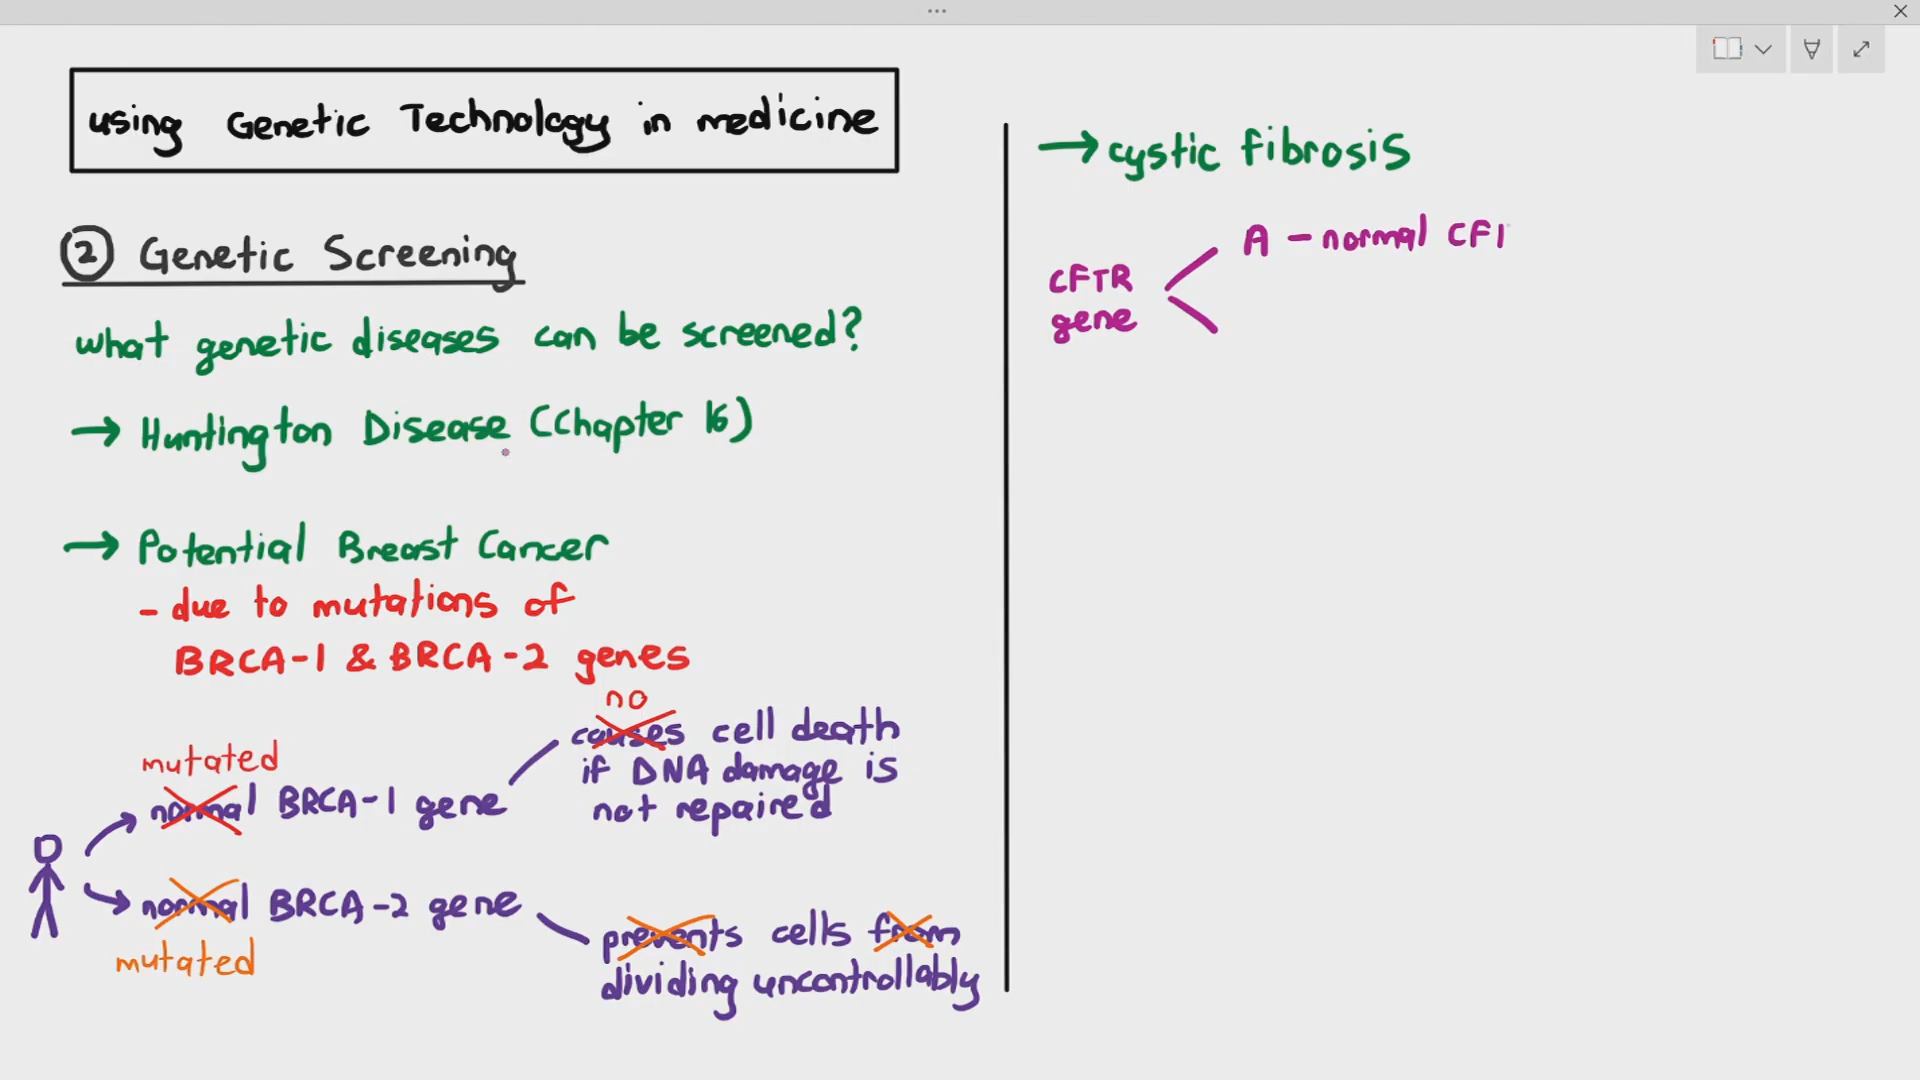 using Genetic Technology in medicine
2 Genetic Screening
what genetic diseases can be screened?
→ Huntington Disease (Chapter 16)
→ Potential Breast Cancer
- due to mutations of
BRCA-1 & BRCA-2 genes
no
causes cell death
if DNA damage is
not repaired
mutated
normal BRCA-1 gene
normal BRCA-2 gene
mutated
prevents cells from
dividing uncontrollably
→ cystic fibrosis
A - normal CF
CFTR
gene